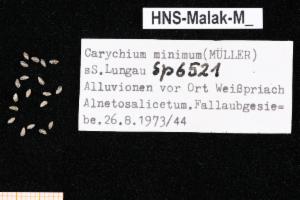 HNS-Malak-M_
Carychium minimum(MÜLLER)
sS.Lungau Sp6521
Alluvionen vor Ort Weißpriach
Alnetosalicetum.Fallaubgesie=
be.26.8.1973/44